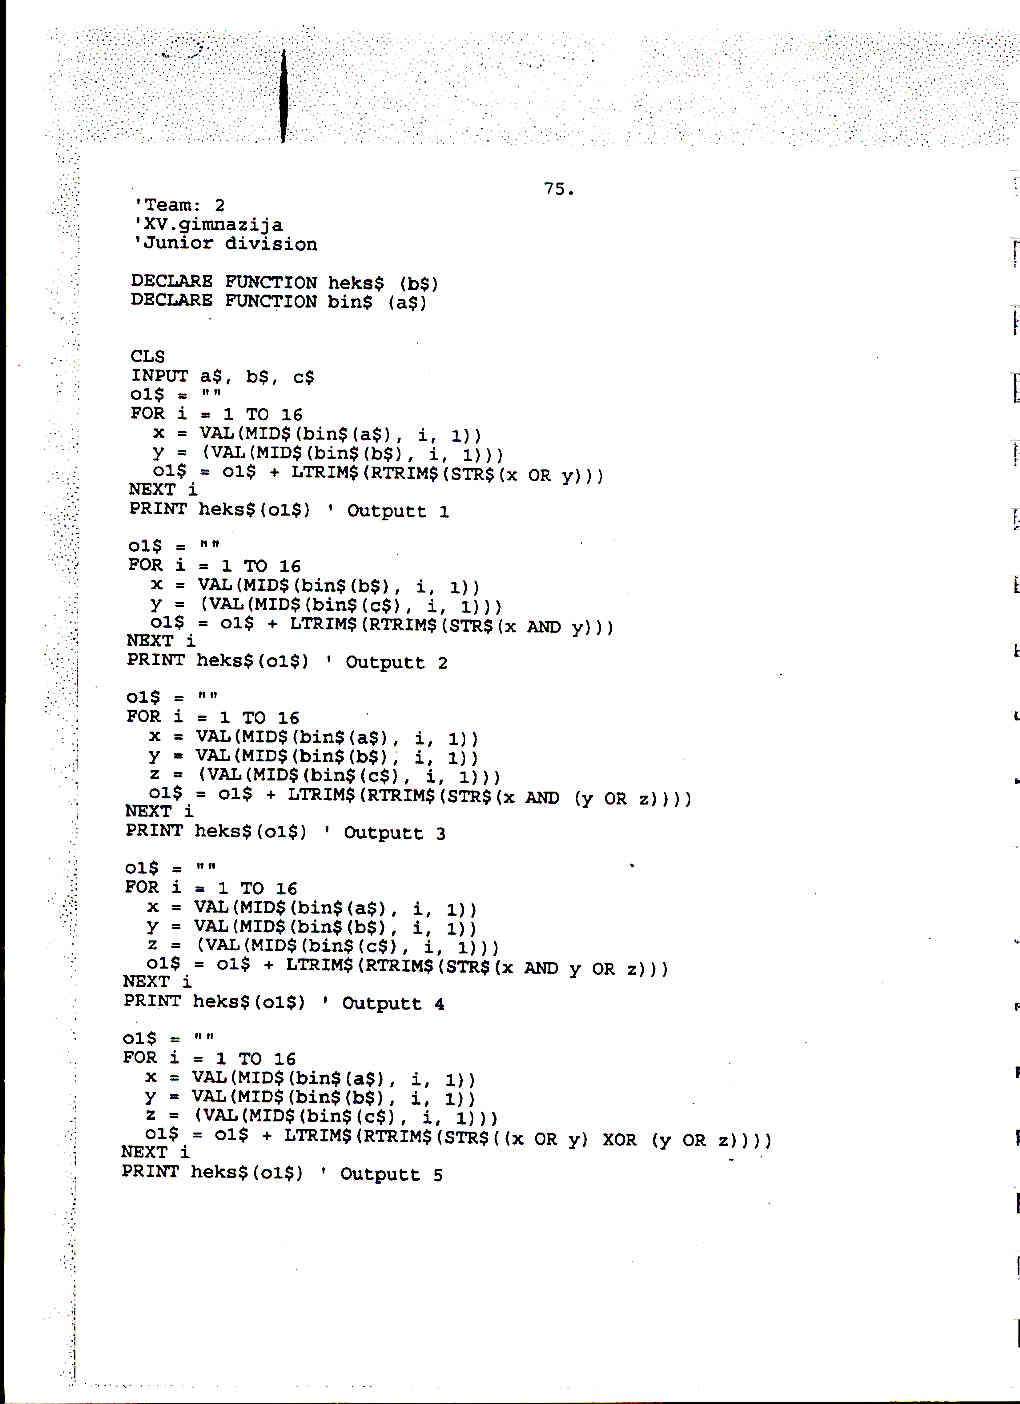 75.
'Team: 2
'XV.gimnazija
'Junior division
DECLARE FUNCTION heks$ (b$)
DECLARE FUNCTION bin$ (a$)
CLS
INPUT a$, b$, c$
o1$ = ""
FOR i = 1 TO 16
x = VAL(MID$(bin$(a$), i, 1))
y = (VAL(MID$(bin$(b$), i, 1)))
o1$ = o1$ + LTRIM$(RTRIM$(STR$(x OR y)))
NEXT i
PRINT heks$(o1$) ' Outputt 1
o1$ = ""
FOR i = 1 TO 16
x = VAL(MID$(bin$(b$), i, 1))
y = (VAL(MID$(bin$(c$), i, 1)))
o1$ = o1$ + LTRIM$(RTRIM$(STR$(x AND y)))
NEXT i
PRINT heks$(o1$) ' Outputt 2
o1$ = ""
FOR i = 1 TO 16
x = VAL(MID$(bin$(a$), i, 1))
y = VAL(MID$(bin$(b$), i, 1))
z = (VAL(MID$(bin$(c$), i, 1)))
o1$ = o1$ + LTRIM$(RTRIM$(STR$(x AND (y OR z))))
NEXT i
PRINT heks$(o1$) ' Outputt 3
o1$ = ""
FOR i = 1 TO 16
x = VAL(MID$(bin$(a$), i, 1))
y = VAL(MID$(bin$(b$), i, 1))
z = (VAL(MID$(bin$(c$), i, 1)))
o1$ = o1$ + LTRIM$(RTRIM$(STR$(x AND y OR z)))
NEXT i
PRINT heks$(o1$) ' Outputt 4
o1$ = ""
FOR i = 1 TO 16
x = VAL(MID$(bin$(a$), i, 1))
y = VAL(MID$(bin$(b$), i, 1))
z = (VAL(MID$(bin$(c$), i, 1)))
o1$ = o1$ + LTRIM$(RTRIM$(STR$((x OR y) XOR (y OR z))))
NEXT i
PRINT heks$(o1$) ' Outputt 5